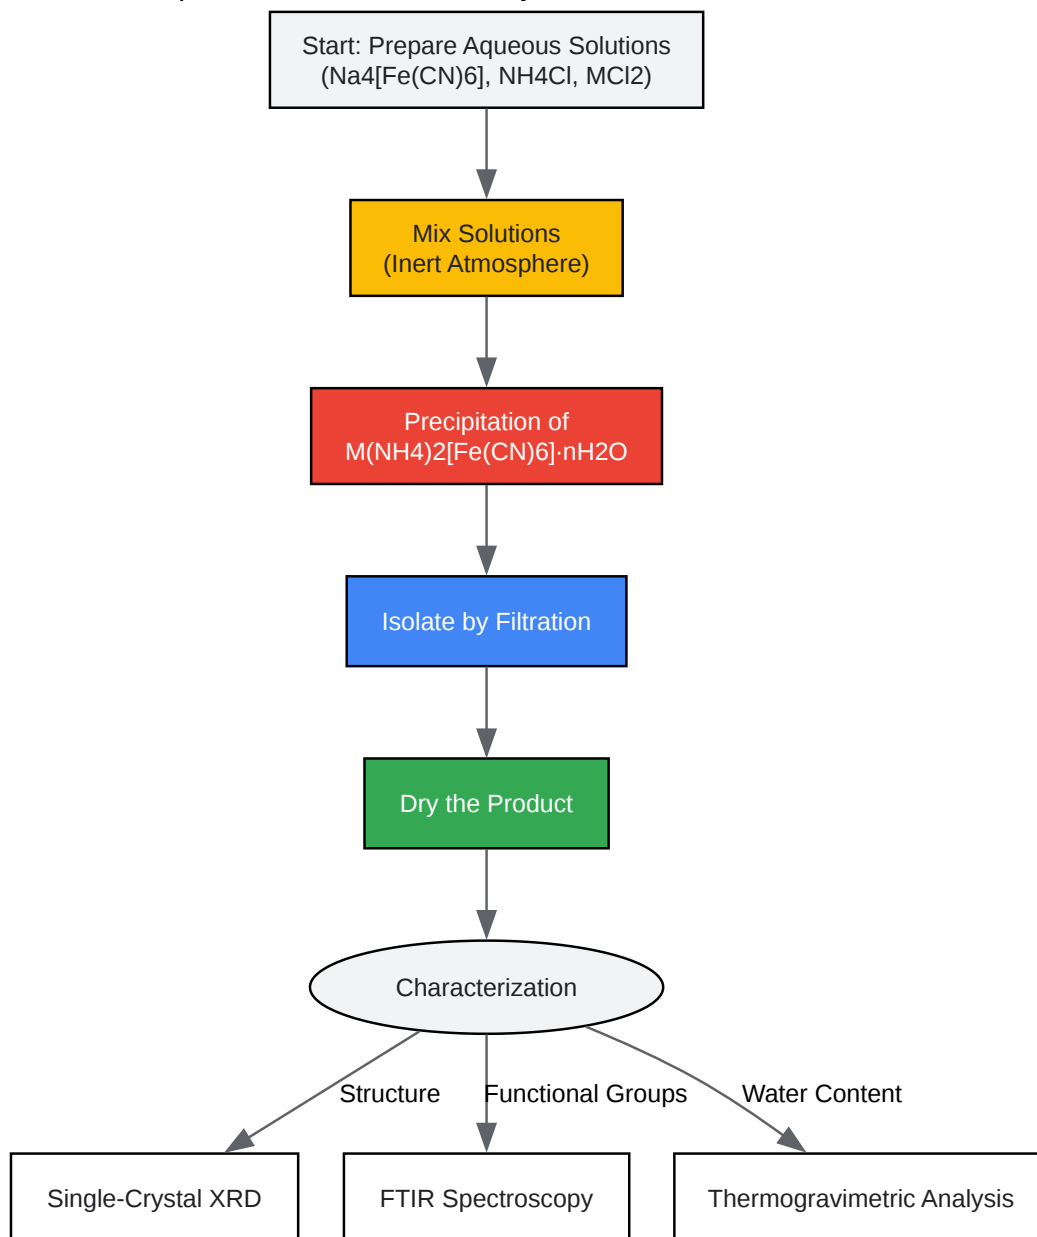 Start: Prepare Aqueous Solutions
(Na4[Fe(CN)6], NH4Cl, MCl2)
Mix Solutions
(Inert Atmosphere)
Precipitation of
M(NH4)2[Fe(CN)6]·nH2O
Isolate by Filtration
Dry the Product
Characterization
Structure
Functional Groups
Water Content
Single-Crystal XRD
FTIR Spectroscopy
Thermogravimetric Analysis